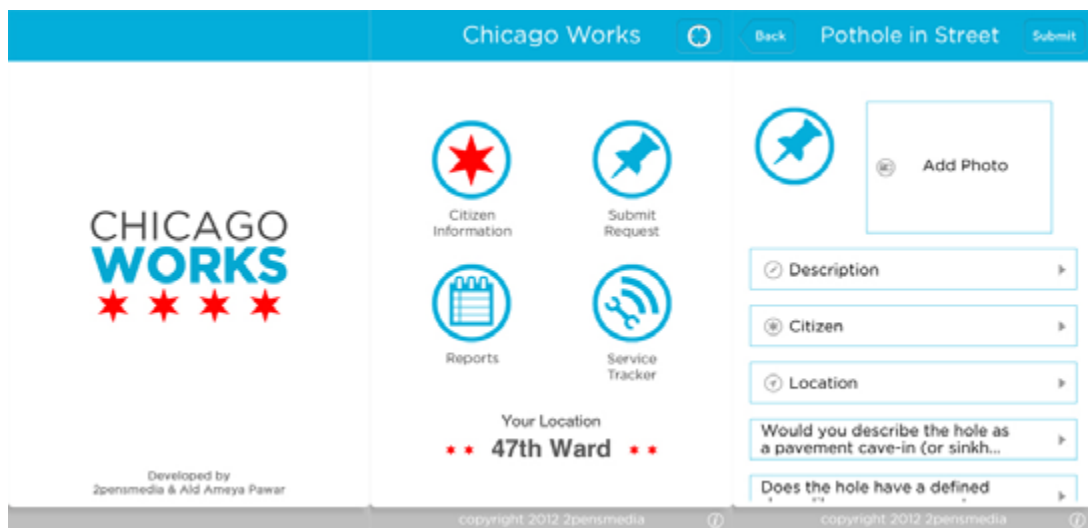 CHICAGO
WORKS
Developed by
2pensmedia & Ald Ameya Pawar
Chicago Works
Citizen
Information
Submit
Request
Reports
Service
Tracker
Your Location
47th Ward
copyright 2012 2pensmedia
Back
Pothole in Street
Submit
Add Photo
Description
Citizen
Location
Would you describe the hole as
a pavement cave-in (or sinkh...
Does the hole have a defined
copyright 2012 2pensmedia